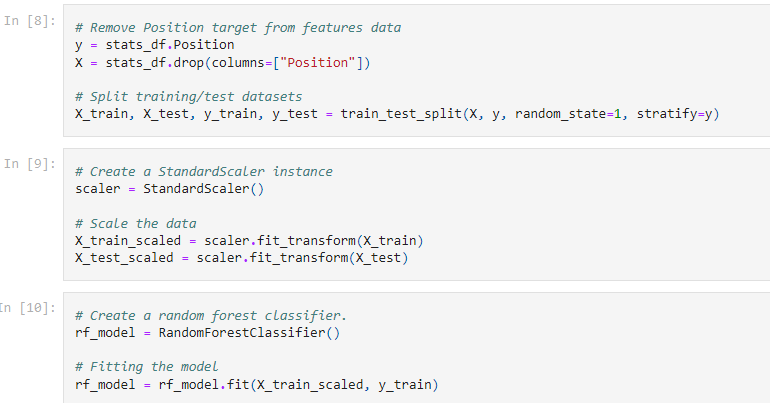 In [8]:
# Remove Position target from features data
y = stats_df.Position
X = stats_df.drop(columns=["Position"])
# Split training/test datasets
X_train, X_test, y_train, y_test = train_test_split(X, y, random_state=1, stratify=y)
In [9]:
# Create a StandardScaler instance
scaler = StandardScaler()
# Scale the data
X_train_scaled = scaler.fit_transform(X_train)
X_test_scaled = scaler.fit_transform(X_test)
In [10]:
# Create a random forest classifier.
rf_model = RandomForestClassifier()
# Fitting the model
rf_model = rf_model.fit(X_train_scaled, y_train)